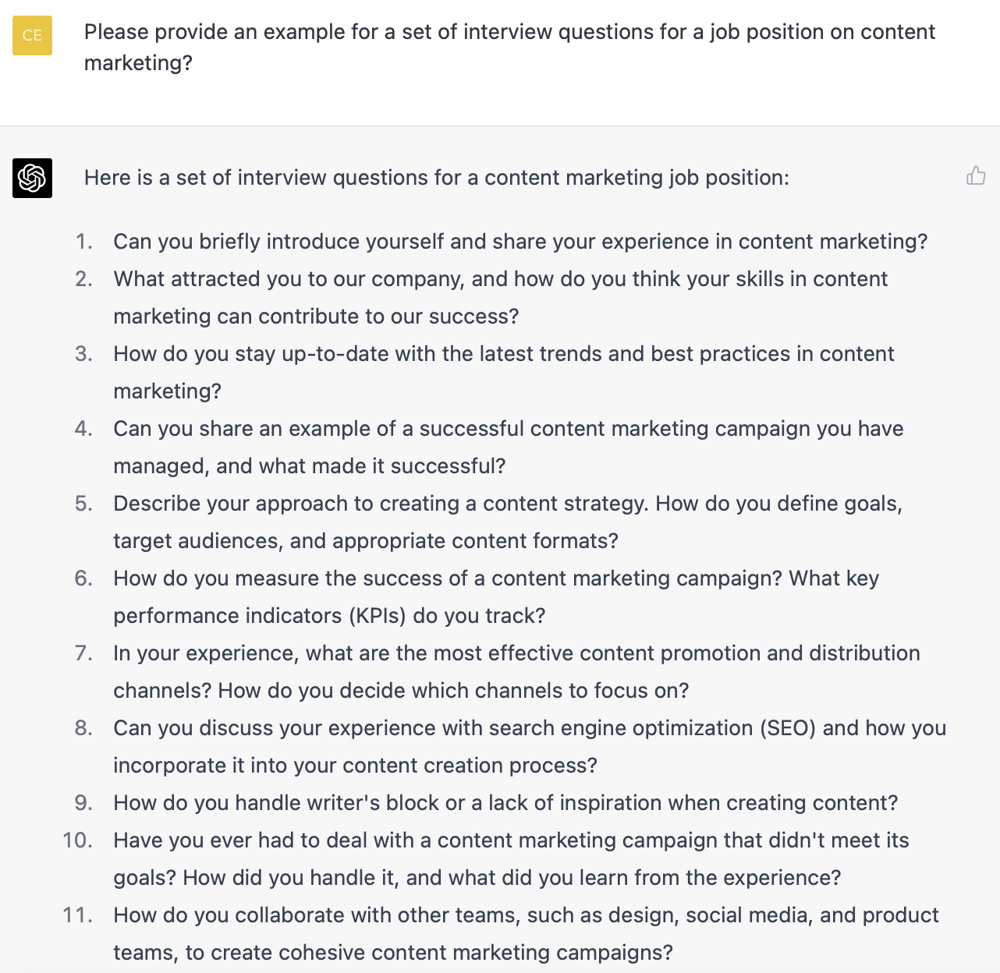 CE
Please provide an example for a set of interview questions for a job position on content
marketing?
Here is a set of interview questions for a content marketing job position:
1. Can you briefly introduce yourself and share your experience in content marketing?
2. What attracted you to our company, and how do you think your skills in content
marketing can contribute to our success?
3. How do you stay up-to-date with the latest trends and best practices in content
marketing?
4. Can you share an example of a successful content marketing campaign you have
managed, and what made it successful?
5. Describe your approach to creating a content strategy. How do you define goals,
target audiences, and appropriate content formats?
6. How do you measure the success of a content marketing campaign? What key
performance indicators (KPIs) do you track?
7. In your experience, what are the most effective content promotion and distribution
channels? How do you decide which channels to focus on?
8. Can you discuss your experience with search engine optimization (SEO) and how you
incorporate it into your content creation process?
9. How do you handle writer's block or a lack of inspiration when creating content?
10. Have you ever had to deal with a content marketing campaign that didn't meet its
goals? How did you handle it, and what did you learn from the experience?
11. How do you collaborate with other teams, such as design, social media, and product
teams, to create cohesive content marketing campaigns?